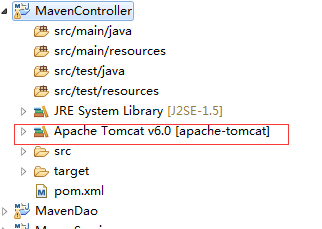 MavenController
src/main/java
src/main/resources
src/test/java
src/test/resources
JRE System Library [J2SE-1.5]
Apache Tomcat v6.0 [apache-tomcat]
src
target
pom.xml
MavenDao